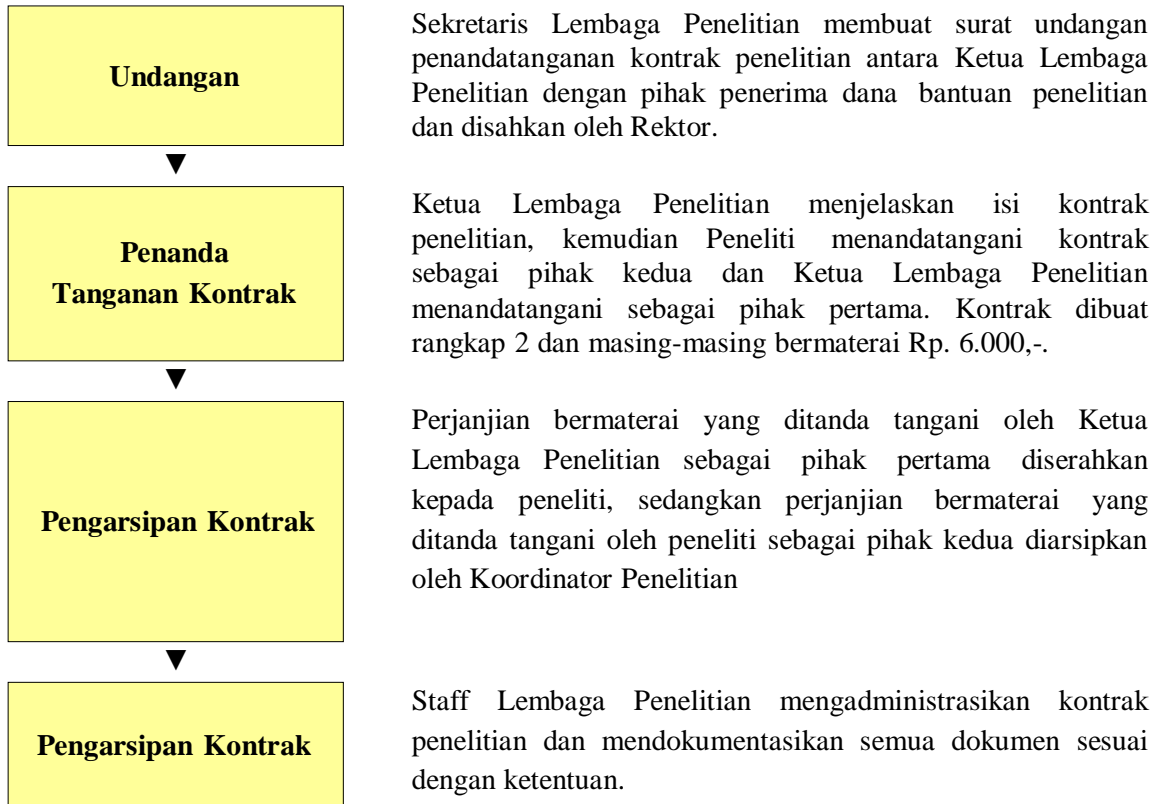 Undangan
Sekretaris Lembaga Penelitian membuat surat undangan
penandatanganan kontrak penelitian antara Ketua Lembaga
Penelitian dengan pihak penerima dana bantuan penelitian
dan disahkan oleh Rektor.
▼
Penanda
Tanganan Kontrak
Ketua Lembaga Penelitian menjelaskan isi kontrak
penelitian, kemudian Peneliti menandatangani kontrak
sebagai pihak kedua dan Ketua Lembaga Penelitian
menandatangani sebagai pihak pertama. Kontrak dibuat
rangkap 2 dan masing-masing bermaterai Rp. 6.000,-.
▼
Pengarsipan Kontrak
Perjanjian bermaterai yang ditanda tangani oleh Ketua
Lembaga Penelitian sebagai pihak pertama diserahkan
kepada peneliti, sedangkan perjanjian bermaterai yang
ditanda tangani oleh peneliti sebagai pihak kedua diarsipkan
oleh Koordinator Penelitian
▼
Pengarsipan Kontrak
Staff Lembaga Penelitian mengadministrasikan kontrak
penelitian dan mendokumentasikan semua dokumen sesuai
dengan ketentuan.